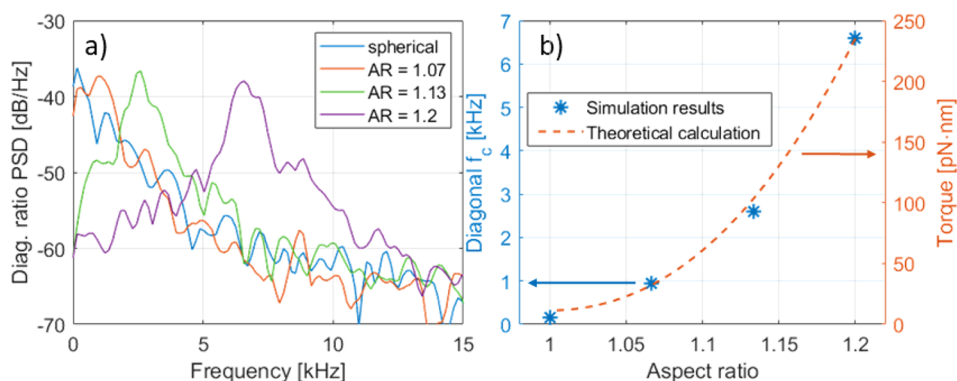 a)
Diag. ratio PSD [dB/Hz]
-30
-40
-50
-60
-70
0
5
10
15
Frequency [kHz]
spherical
AR = 1.07
AR = 1.13
AR = 1.2
b)
Diagonal f_c [kHz]
7
6
5
4
3
2
1
0
Simulation results
Theoretical calculation
1
1.05
1.1
1.15
1.2
Aspect ratio
250
200
150
100
50
0
Torque [pN·nm]